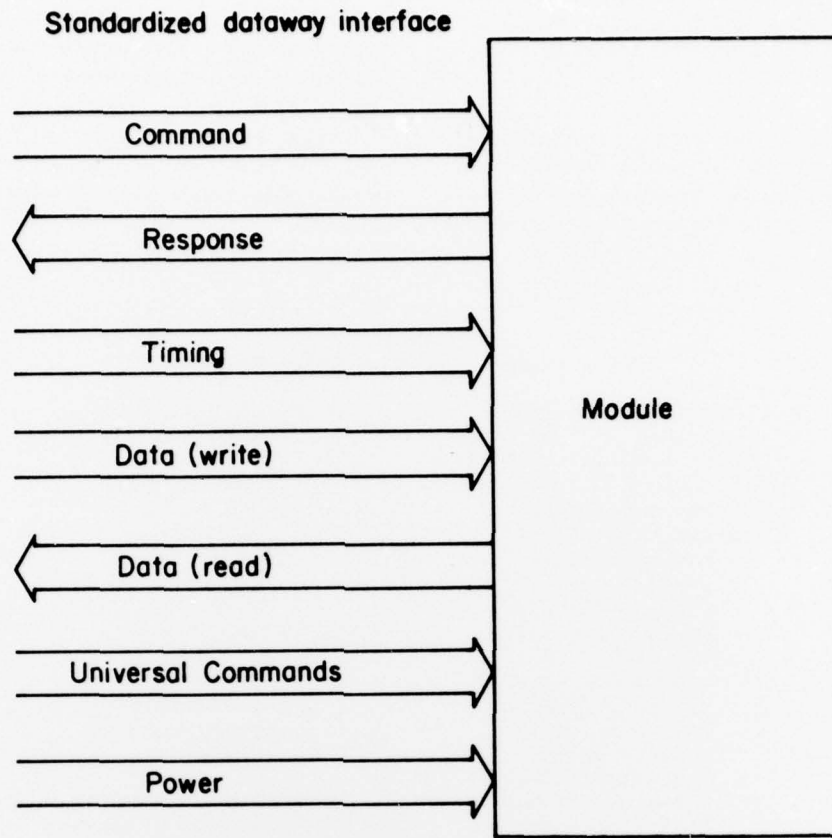 Standardized dataway interface
Command
Response
Timing
Module
Data (write)
Data (read)
Universal Commands
Power